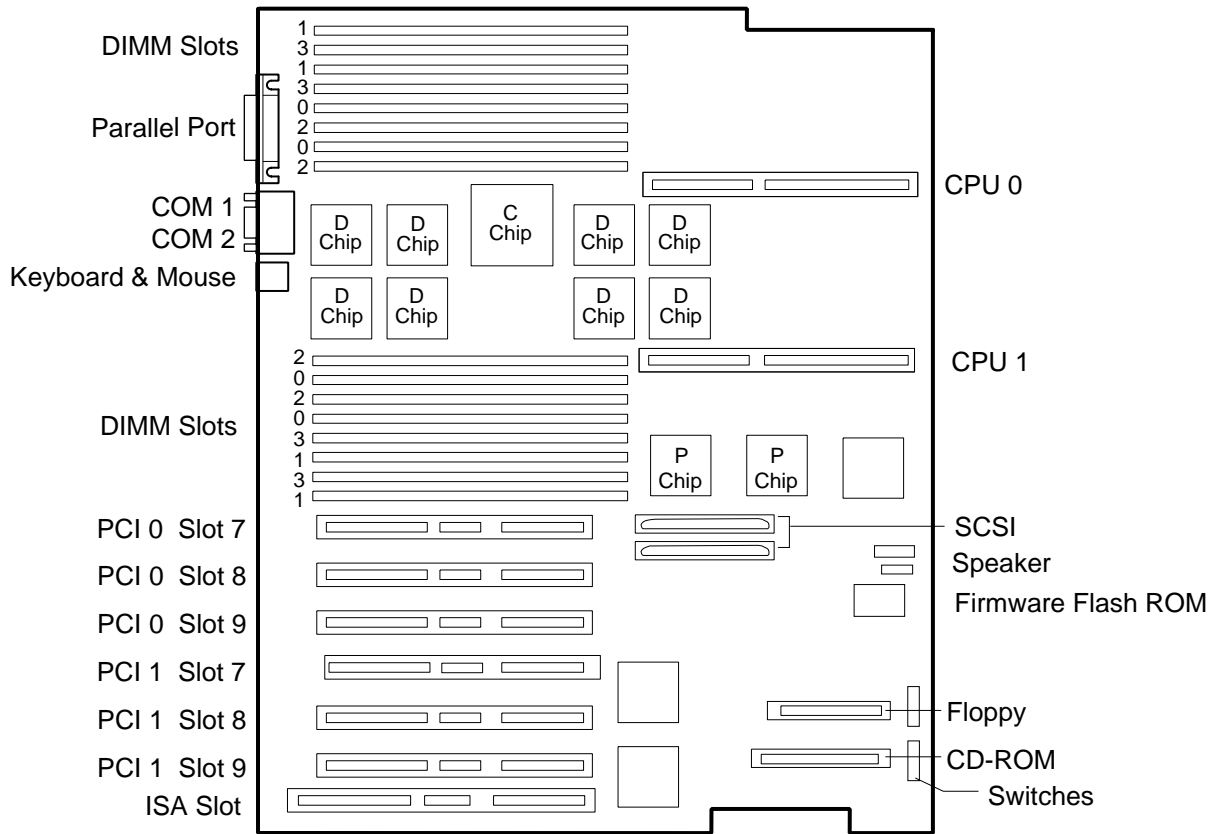 DIMM Slots
1
3
1
3
0
2
0
2
Parallel Port
CPU 0
COM 1
COM 2
Keyboard & Mouse
D
Chip
D
Chip
C
Chip
D
Chip
D
Chip
D
Chip
D
Chip
D
Chip
D
Chip
CPU 1
DIMM Slots
2
0
2
0
3
1
3
1
P
Chip
P
Chip
PCI 0 Slot 7
PCI 0 Slot 8
PCI 0 Slot 9
PCI 1 Slot 7
PCI 1 Slot 8
PCI 1 Slot 9
ISA Slot
SCSI
Speaker
Firmware Flash ROM
Floppy
CD-ROM
Switches